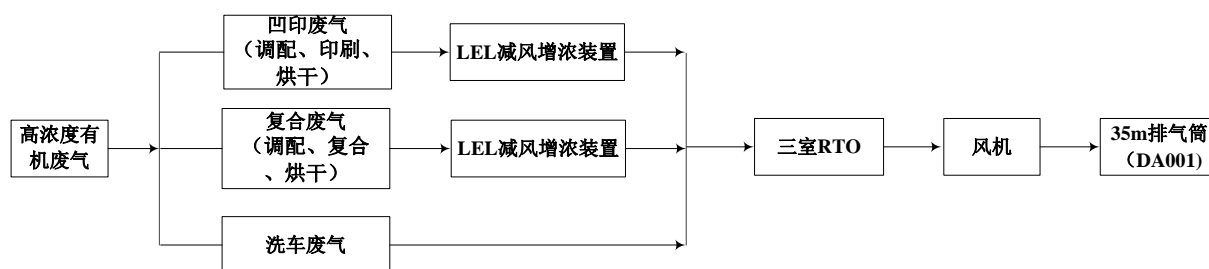 高浓度有
机废气
凹印废气
（调配、印刷、
烘干）
LEL减风增浓装置
复合废气
（调配、复合
、烘干）
LEL减风增浓装置
洗车废气
三室RTO
风机
35m排气筒
（DA001)